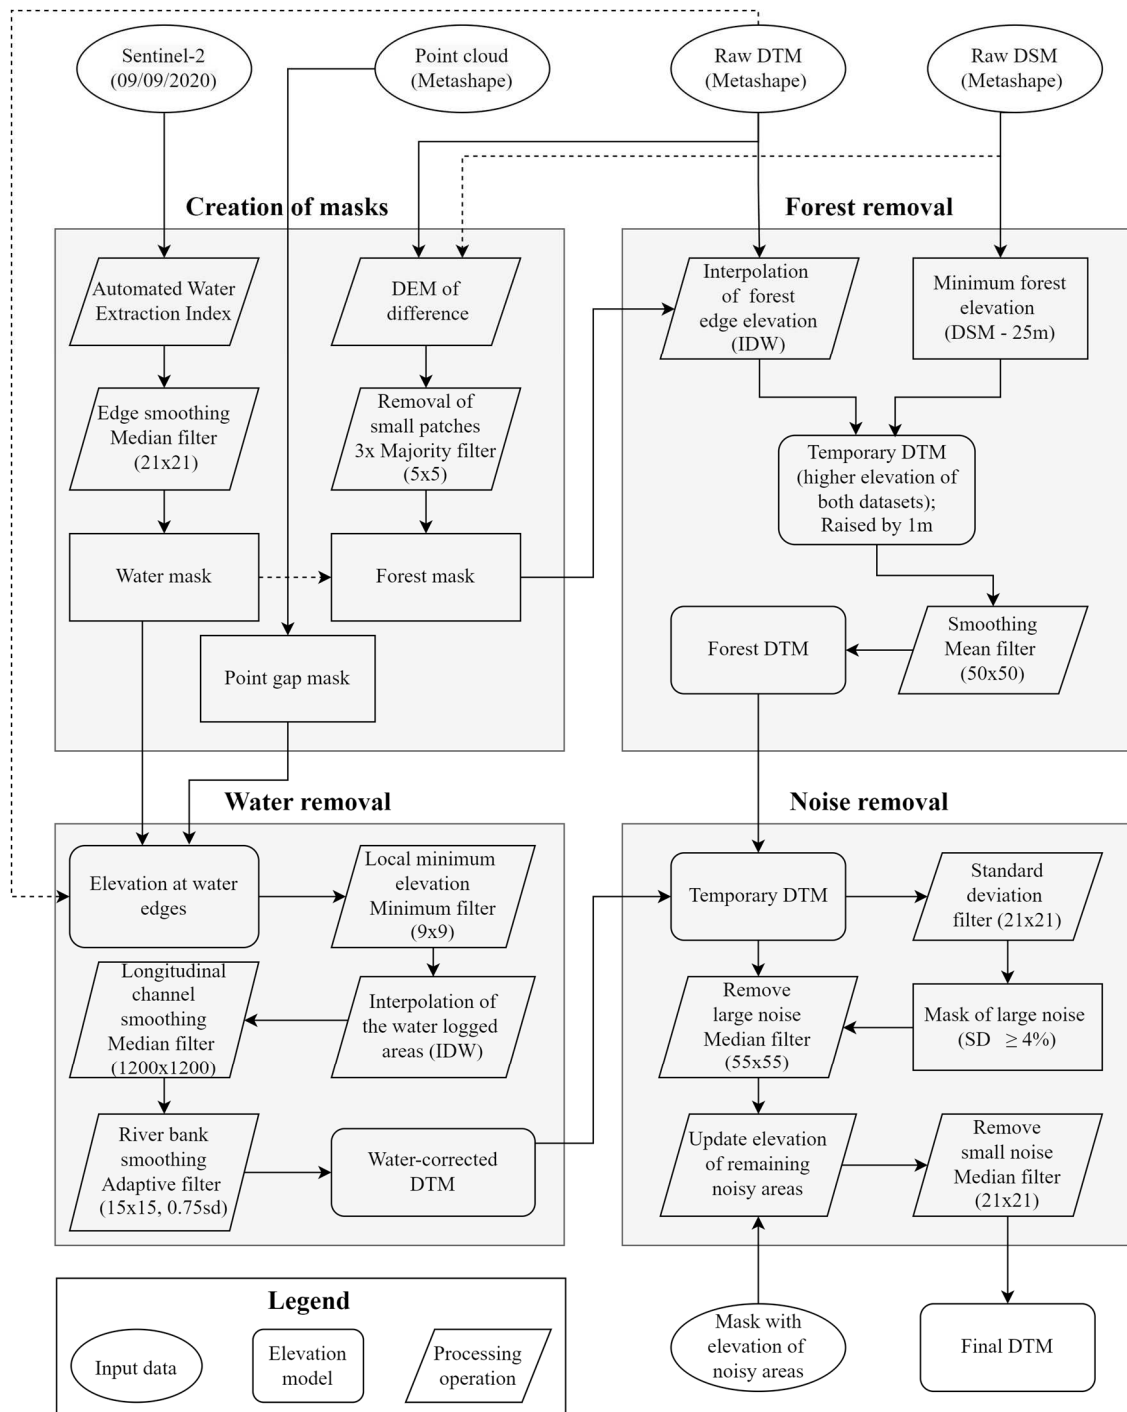 Sentinel-2
(09/09/2020)
Point cloud
(Metashape)
Raw DTM
(Metashape)
Raw DSM
(Metashape)
Creation of masks
Automated Water
Extraction Index
DEM of
difference
Edge smoothing
Median filter
(21x21)
Removal of
small patches
3x Majority filter
(5x5)
Water mask
Forest mask
Point gap mask
Forest removal
Interpolation
of forest
edge elevation
(IDW)
Minimum forest
elevation
(DSM - 25m)
Temporary DTM
(higher elevation of
both datasets);
Raised by 1m
Forest DTM
Smoothing
Mean filter
(50x50)
Water removal
Elevation at water
edges
Local minimum
elevation
Minimum filter
(9x9)
Longitudinal
channel
smoothing
Median filter
(1200x1200)
Interpolation of
the water logged
areas (IDW)
River bank
smoothing
Adaptive filter
(15x15, 0.75sd)
Water-corrected
DTM
Noise removal
Temporary DTM
Standard
deviation
filter (21x21)
Remove
large noise
Median filter
(55x55)
Mask of large noise
(SD ≥ 4%)
Update elevation
of remaining
noisy areas
Remove
small noise
Median filter
(21x21)
Mask with
elevation of
noisy areas
Final DTM
Legend
Input data
Elevation
model
Processing
operation